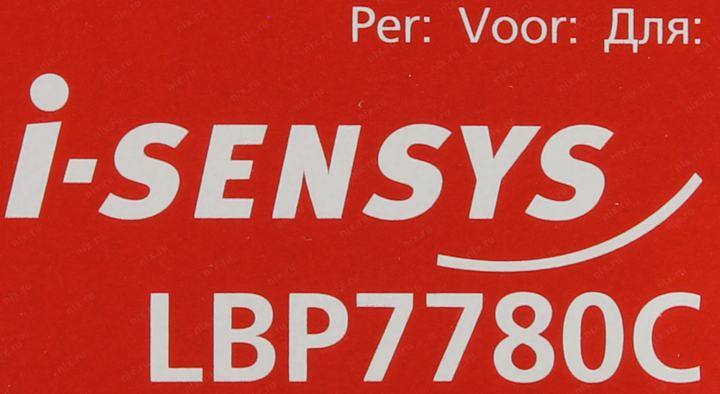 Per: Voor: Для:
i-SENSYS
LBP7780C